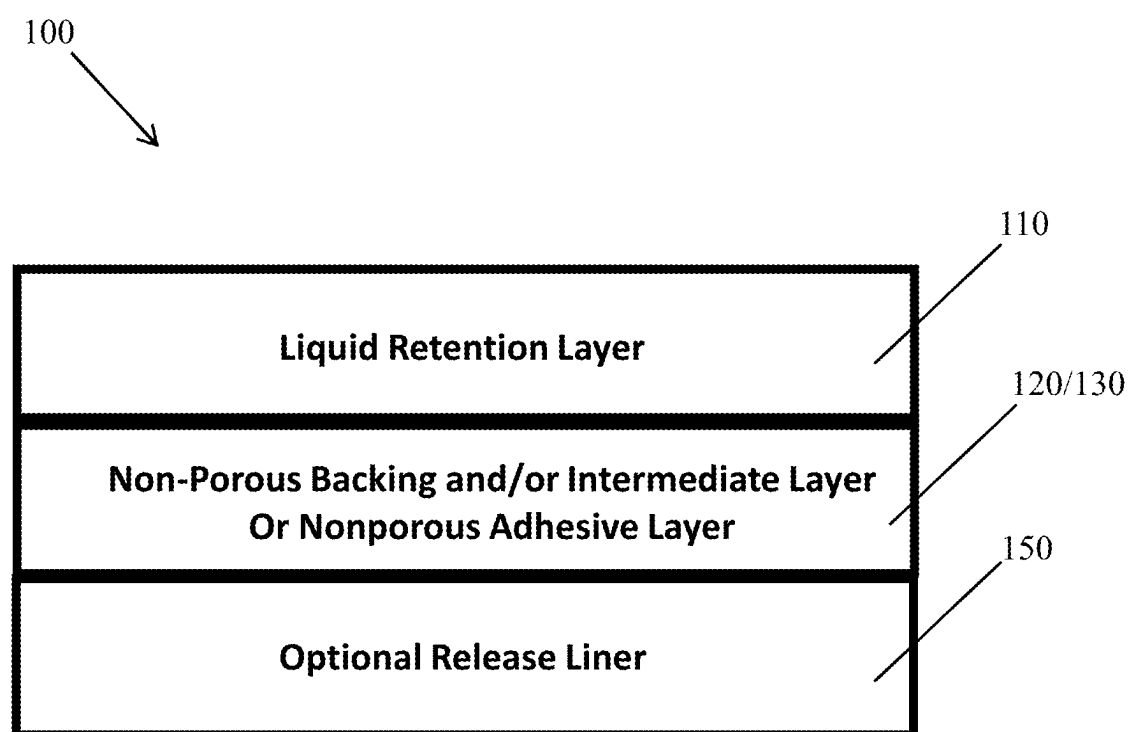 100
110
Liquid Retention Layer
120/130
Non-Porous Backing and/or Intermediate Layer
Or Nonporous Adhesive Layer
150
Optional Release Liner